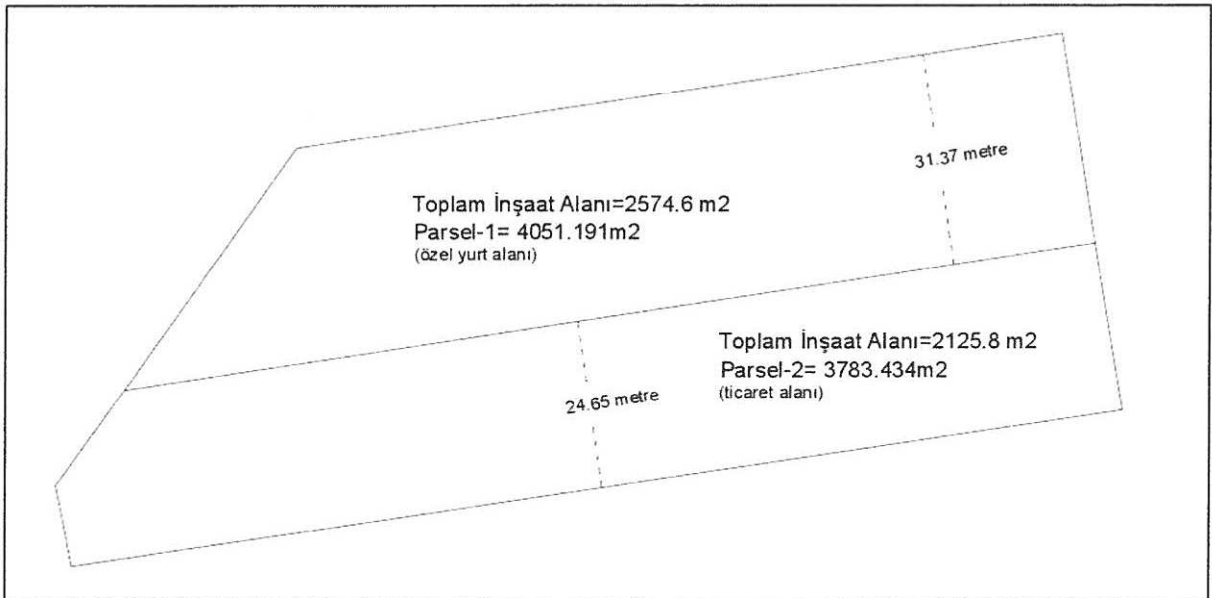 31.37 metre
Toplam İnşaat Alanı=2574.6 m2
Parsel-1= 4051.191m2
(özel yurt alanı)
Toplam İnşaat Alanı=2125.8 m2
Parsel-2= 3783.434m2
(ticaret alanı)
24.65 metre